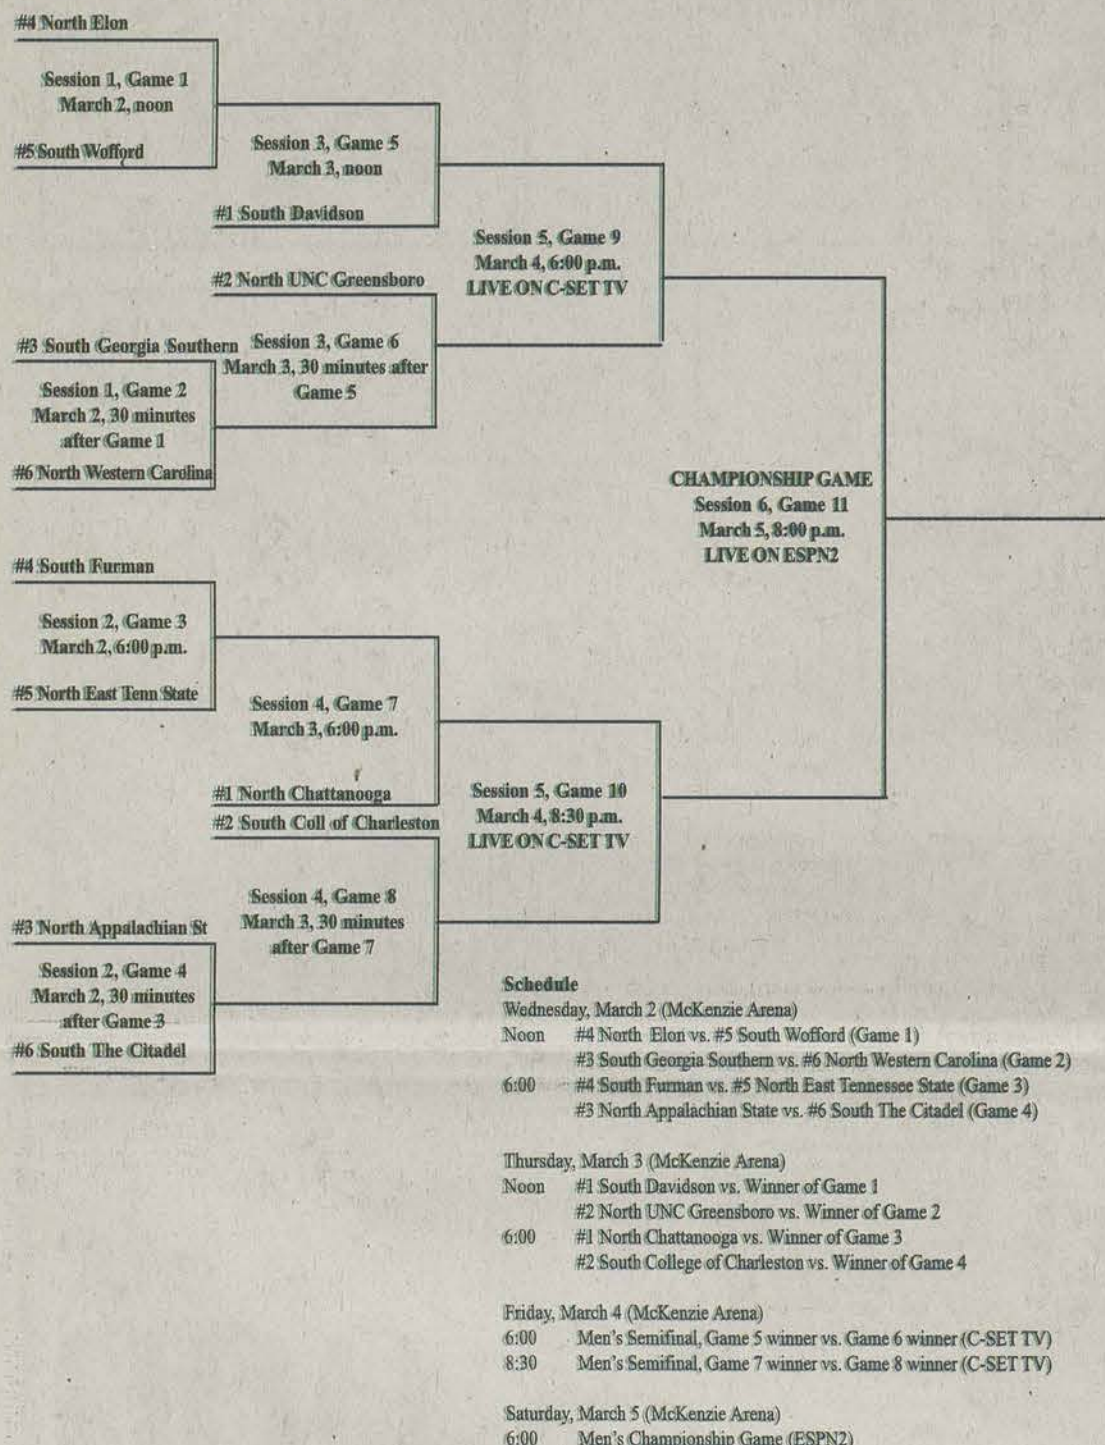 #4 North Elon
Session 1, Game 1
March 2, noon
#5 South Wofford
Session 3, Game 5
March 3, noon
#1 South Davidson
Session 5, Game 9
March 4, 6:00 p.m.
LIVE ON C-SET TV
#2 North UNC Greensboro
Session 3, Game 6
March 3, 30 minutes after
Game 5
#3 South Georgia Southern
Session 1, Game 2
March 2, 30 minutes
after Game 1
#6 North Western Carolina
CHAMPIONSHIP GAME
Session 6, Game 11
March 5, 8:00 p.m.
LIVE ON ESPN2
#4 South Furman
Session 2, Game 3
March 2, 6:00 p.m.
#5 North East Tenn State
Session 4, Game 7
March 3, 6:00 p.m.
#1 North Chattanooga
Session 5, Game 10
March 4, 8:30 p.m.
LIVE ON C-SET TV
#2 South Coll of Charleston
Session 4, Game 8
March 3, 30 minutes
after Game 7
#3 North Appalachian St
Session 2, Game 4
March 2, 30 minutes
after Game 3
#6 South The Citadel
Schedule
Wednesday, March 2 (McKenzie Arena)
Noon #4 North Elon vs. #5 South Wofford (Game 1)
#3 South Georgia Southern vs. #6 North Western Carolina (Game 2)
6:00 #4 South Furman vs. #5 North East Tennessee State (Game 3)
#3 North Appalachian State vs. #6 South The Citadel (Game 4)
Thursday, March 3 (McKenzie Arena)
Noon #1 South Davidson vs. Winner of Game 1
#2 North UNC Greensboro vs. Winner of Game 2
6:00 #1 North Chattanooga vs. Winner of Game 3
#2 South College of Charleston vs. Winner of Game 4
Friday, March 4 (McKenzie Arena)
6:00 Men's Semifinal, Game 5 winner vs. Game 6 winner (C-SET TV)
8:30 Men's Semifinal, Game 7 winner vs. Game 8 winner (C-SET TV)
Saturday, March 5 (McKenzie Arena)
6:00 Men's Championship Game (ESPN2)